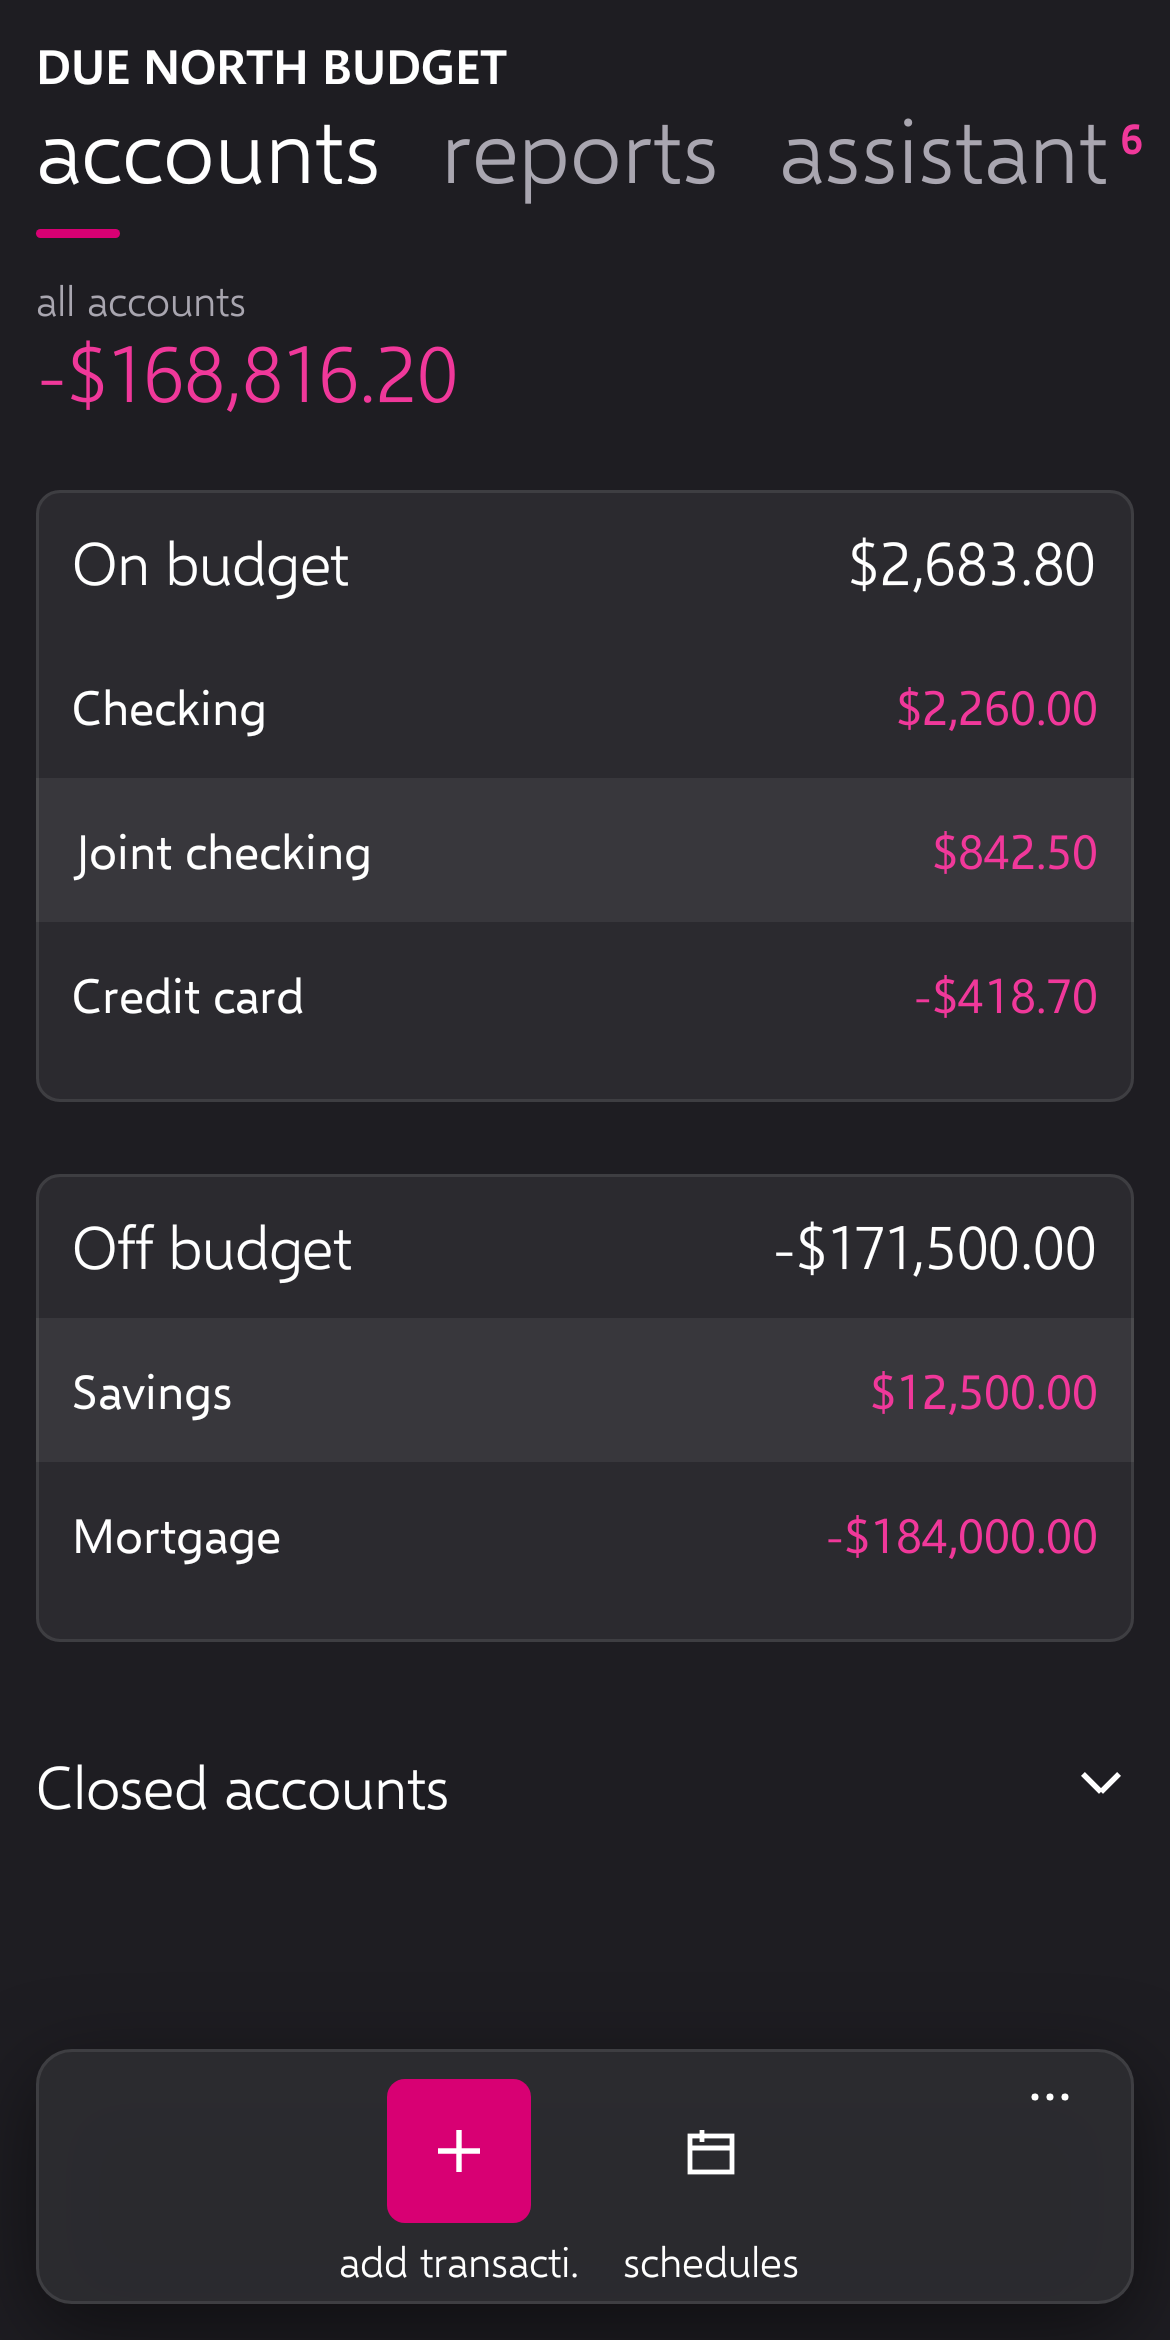 DUE NORTH BUDGET
accounts reports assistant 6
all accounts
-$168,816.20
On budget $2,683.80
Checking $2,260.00
Joint checking $842.50
Credit card -$418.70
Off budget -$171,500.00
Savings $12,500.00
Mortgage -$184,000.00
Closed accounts
add transacti. schedules